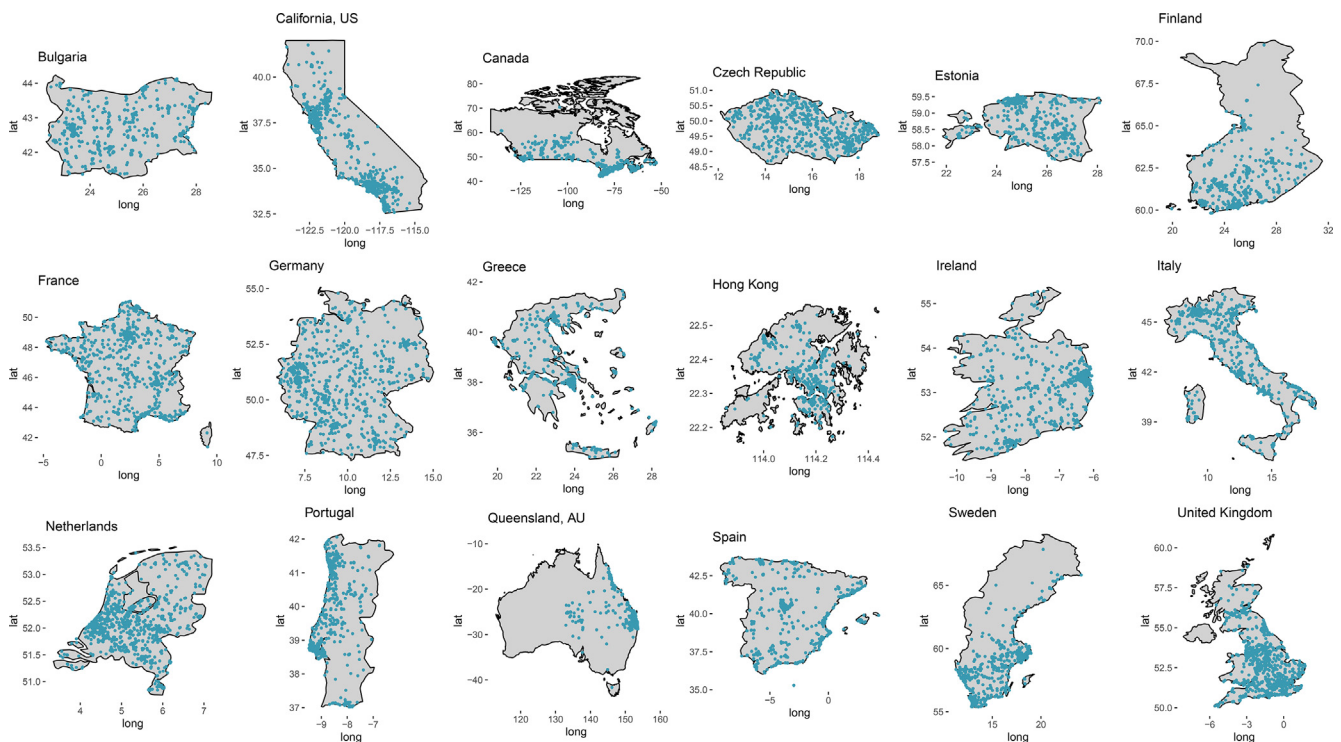 Bulgaria
44
43
42
lat
24 26 28
long
California, US
40.0
37.5
35.0
32.5
lat
−122.5 −120.0 −117.5 −115.0
long
Canada
80
70
60
50
40
lat
−125 −100 −75 −50
long
Czech Republic
51.0
50.5
50.0
49.5
49.0
48.5
lat
12 14 16 18
long
Estonia
59.5
59.0
58.5
58.0
57.5
lat
22 24 26 28
long
Finland
70.0
67.5
65.0
62.5
60.0
lat
20 24 28 32
long
France
50
48
46
44
42
lat
−5 0 5 10
long
Germany
55.0
52.5
50.0
47.5
lat
7.5 10.0 12.5 15.0
long
Greece
42
40
38
36
lat
20 22 24 26 28
long
Hong Kong
22.5
22.4
22.3
22.2
lat
114.0 114.2 114.4
long
Ireland
55
54
53
52
lat
−10 −9 −8 −7 −6
long
Italy
45
42
39
lat
10 15
long
Netherlands
53.5
53.0
52.5
52.0
51.5
51.0
lat
4 5 6 7
long
Portugal
42
41
40
39
38
37
lat
−9 −8 −7
long
Queensland, AU
−10
−20
−30
−40
lat
120 130 140 150 160
long
Spain
42.5
40.0
37.5
35.0
lat
−5 0
long
Sweden
65
60
55
lat
15 20
long
United Kingdom
60.0
57.5
55.0
52.5
50.0
lat
−6 −3 0
long